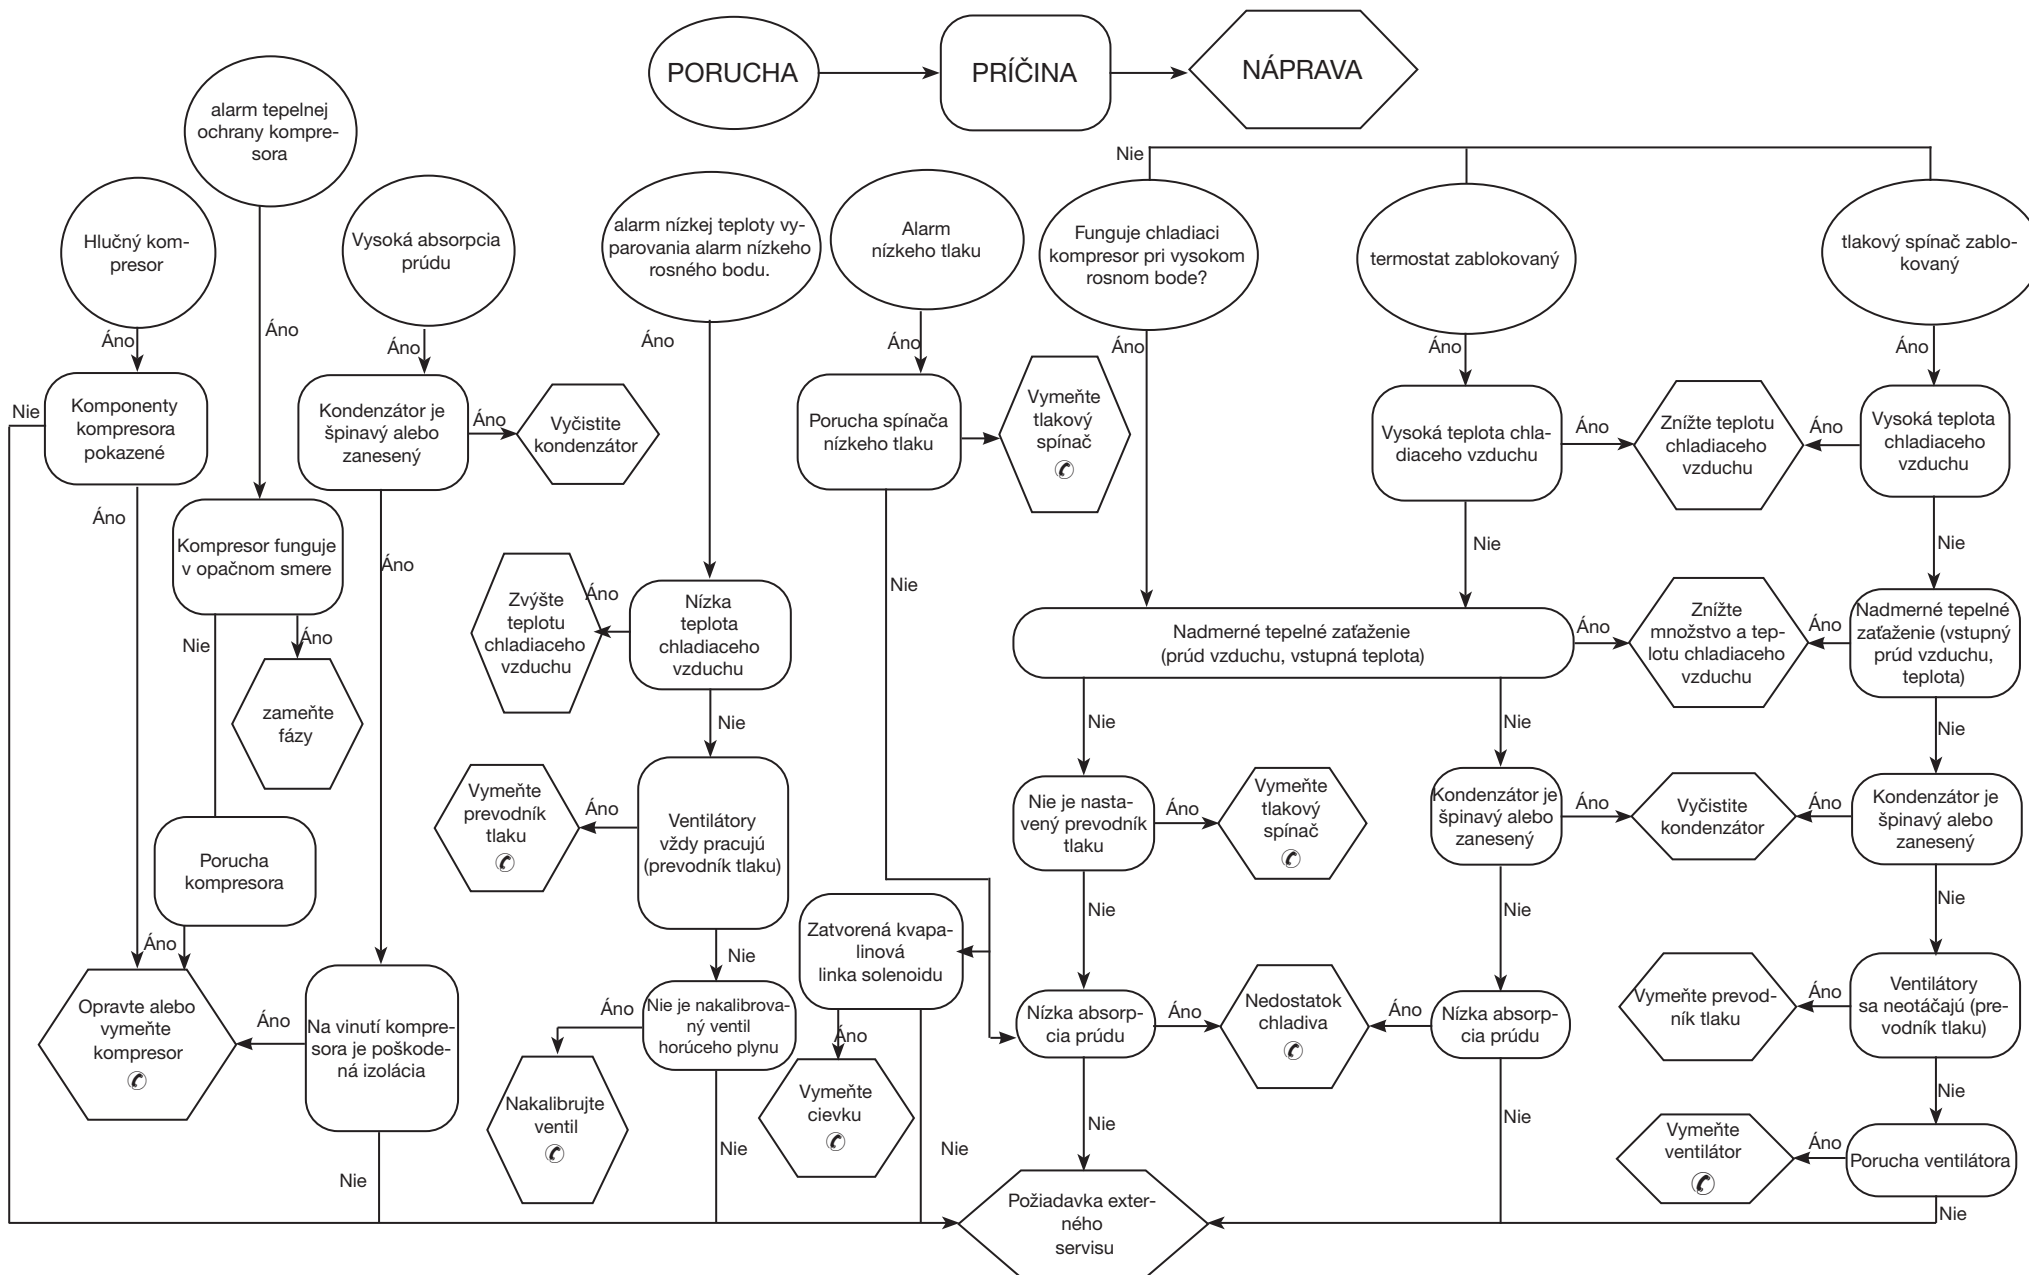 PORUCHA
PRÍČINA
NÁPRAVA
alarm tepelnej
ochrany kompre-
sora
Hlučný kom-
presor
Vysoká absorpcia
prúdu
alarm nízkej teploty vy-
parovania alarm nízkeho
rosného bodu.
Alarm
nízkeho tlaku
Nie
Funguje chladiaci
kompresor pri vysokom
rosnom bode?
termostat zablokovaný
tlakový spínač zablo-
kovaný
Áno
Áno
Áno
Áno
Áno
Áno
Áno
Áno
Nie
Komponenty
kompresora
pokazené
Kondenzátor je
špinavý alebo
zanesený
Áno
Vyčistite
kondenzátor
Porucha spínača
nízkeho tlaku
Vymeňte
tlakový
spínač
Vysoká teplota chla-
diaceho vzduchu
Áno
Znížte teplotu
chladiaceho
vzduchu
Áno
Vysoká teplota
chladiaceho
vzduchu
Áno
Kompresor funguje
v opačnom smere
Áno
Nie
Nie
Nie
Zvýšte
teplotu
chladiaceho
vzduchu
Áno
Nízka
teplota
chladiaceho
vzduchu
Nadmerné tepelné zaťaženie
(prúd vzduchu, vstupná teplota)
Áno
Znížte
množstvo a tep-
lotu chladiaceho
vzduchu
Áno
Nadmerné tepelné
zaťaženie (vstupný
prúd vzduchu,
teplota)
Nie
Áno
zameňte
fázy
Nie
Nie
Nie
Nie
Vymeňte
prevodník
tlaku
Áno
Ventilátory
vždy pracujú
(prevodník tlaku)
Nie je nasta-
vený prevodník
tlaku
Áno
Vymeňte
tlakový
spínač
Kondenzátor je
špinavý alebo
zanesený
Áno
Vyčistite
kondenzátor
Áno
Kondenzátor je
špinavý alebo
zanesený
Porucha
kompresora
Nie
Nie
Nie
Áno
Nie
Zatvorená kvapa-
linová
linka solenoidu
Opravte alebo
vymeňte
kompresor
Áno
Na vinutí kompre-
sora je poškode-
ná izolácia
Áno
Nie je nakalibrova-
ný ventil
horúceho plynu
Áno
Nízka absorp-
cia prúdu
Áno
Nedostatok
chladiva
Áno
Nízka absorp-
cia prúdu
Vymeňte prevod-
ník tlaku
Áno
Ventilátory
sa neotáčajú (pre-
vodník tlaku)
Nakalibrujte
ventil
Vymeňte
cievku
Nie
Nie
Nie
Nie
Nie
Nie
Vymeňte
ventilátor
Áno
Porucha ventilátora
Požiadavka exter-
ného
servisu
Nie